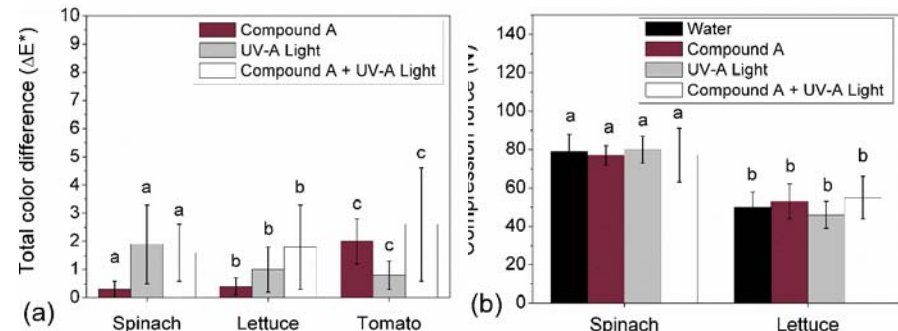 Total color difference (ΔE*)
10
9
8
7
6
5
4
3
2
1
0
Compound A
UV-A Light
Compound A + UV-A Light
a
a
a
b
b
b
c
c
c
Spinach
Lettuce
Tomato
(a)
Compression force (N)
140
120
100
80
60
40
20
0
Water
Compound A
UV-A Light
Compound A + UV-A Light
a
a
a
a
b
b
b
b
Spinach
Lettuce
(b)